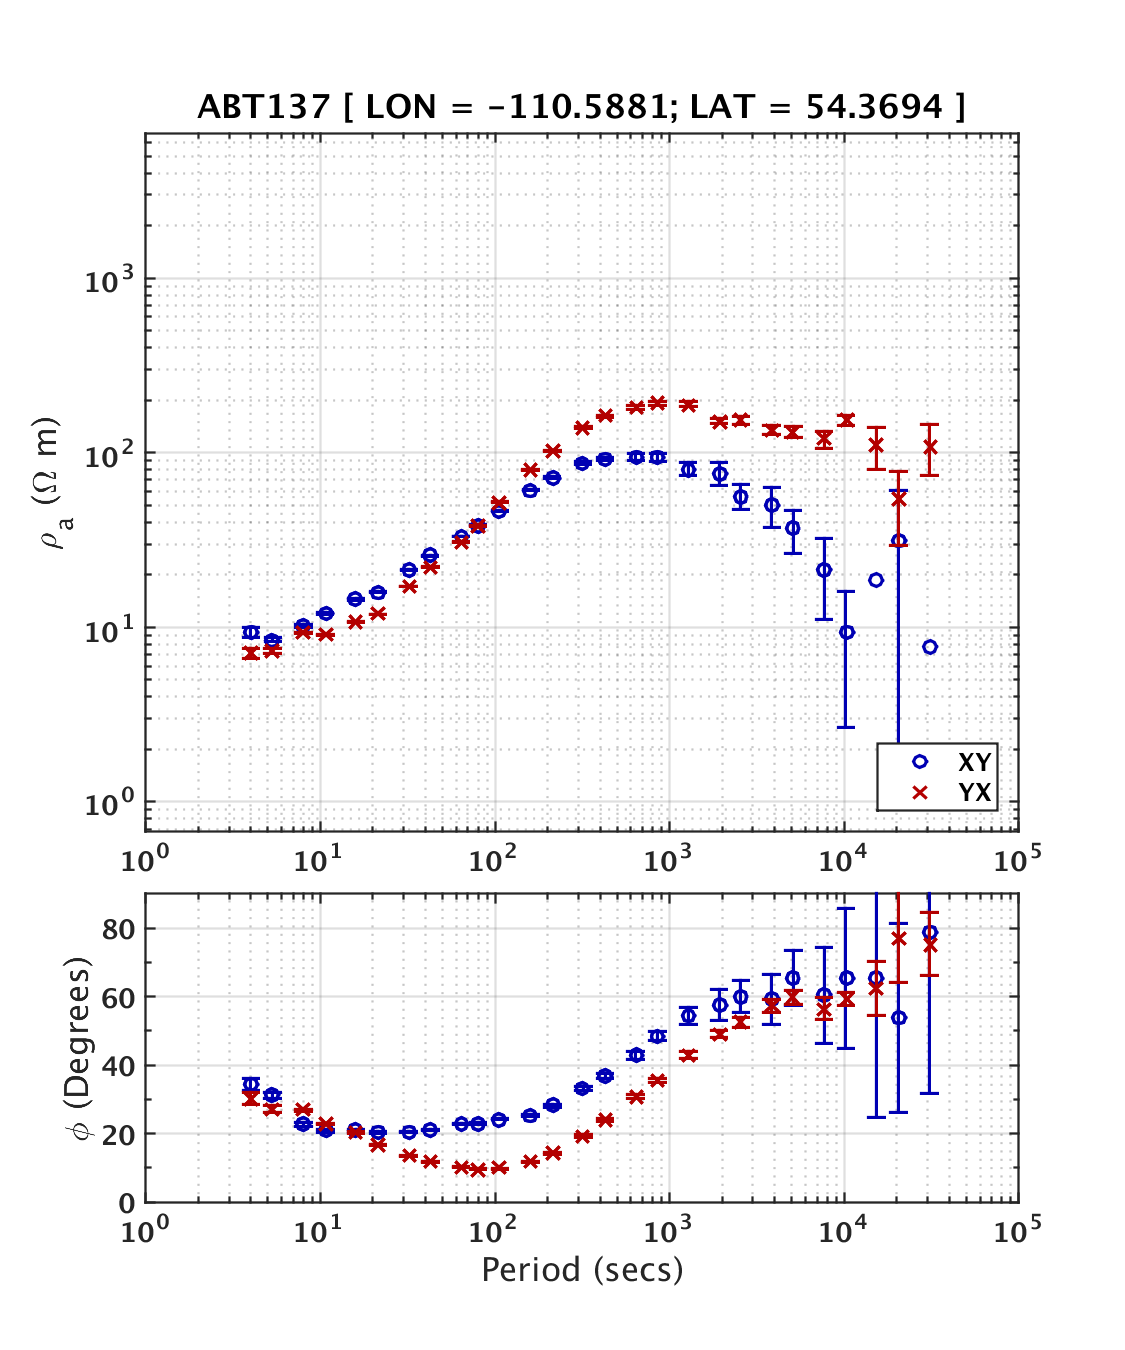 ABT137 [ LON = -110.5881; LAT = 54.3694 ]
ρ a (Ω m)
10^3
10^2
10^1
10^0
XY
YX
10^0 10^1 10^2 10^3 10^4 10^5
ϕ (Degrees)
80
60
40
20
0
10^0 10^1 10^2 10^3 10^4 10^5
Period (secs)